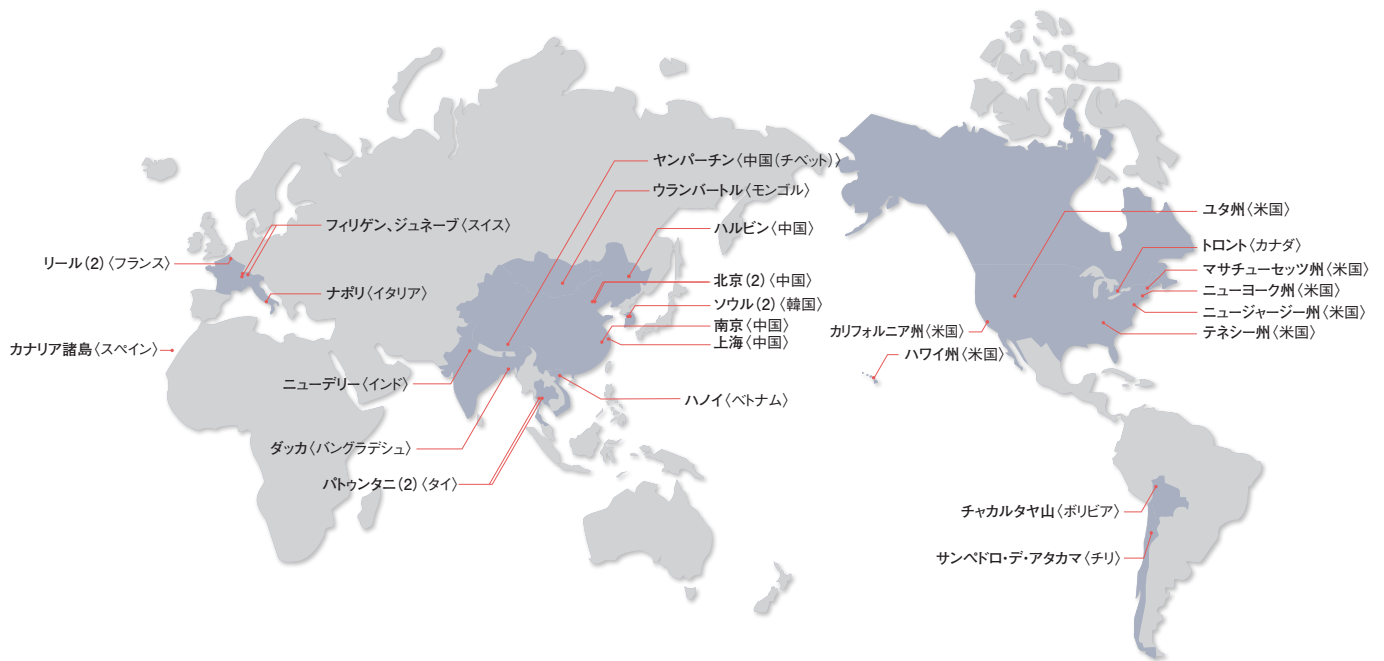 ヤンパーチン〈中国(チベット)〉
ウランバートル〈モンゴル〉
ハルビン〈中国〉
北京(2)〈中国〉
ソウル(2)〈韓国〉
南京〈中国〉
上海〈中国〉
ハノイ〈ベトナム〉
フィリゲン、ジュネーブ〈スイス〉
リール(2)〈フランス〉
ナポリ〈イタリア〉
カナリア諸島〈スペイン〉
ニューデリー〈インド〉
ダッカ〈バングラデシュ〉
パトゥンタニ(2)〈タイ〉
ユタ州〈米国〉
トロント〈カナダ〉
マサチューセッツ州〈米国〉
ニューヨーク州〈米国〉
ニュージャージー州〈米国〉
テネシー州〈米国〉
カリフォルニア州〈米国〉
ハワイ州〈米国〉
チャカルタヤ山〈ボリビア〉
サンペドロ・デ・アタカマ〈チリ〉